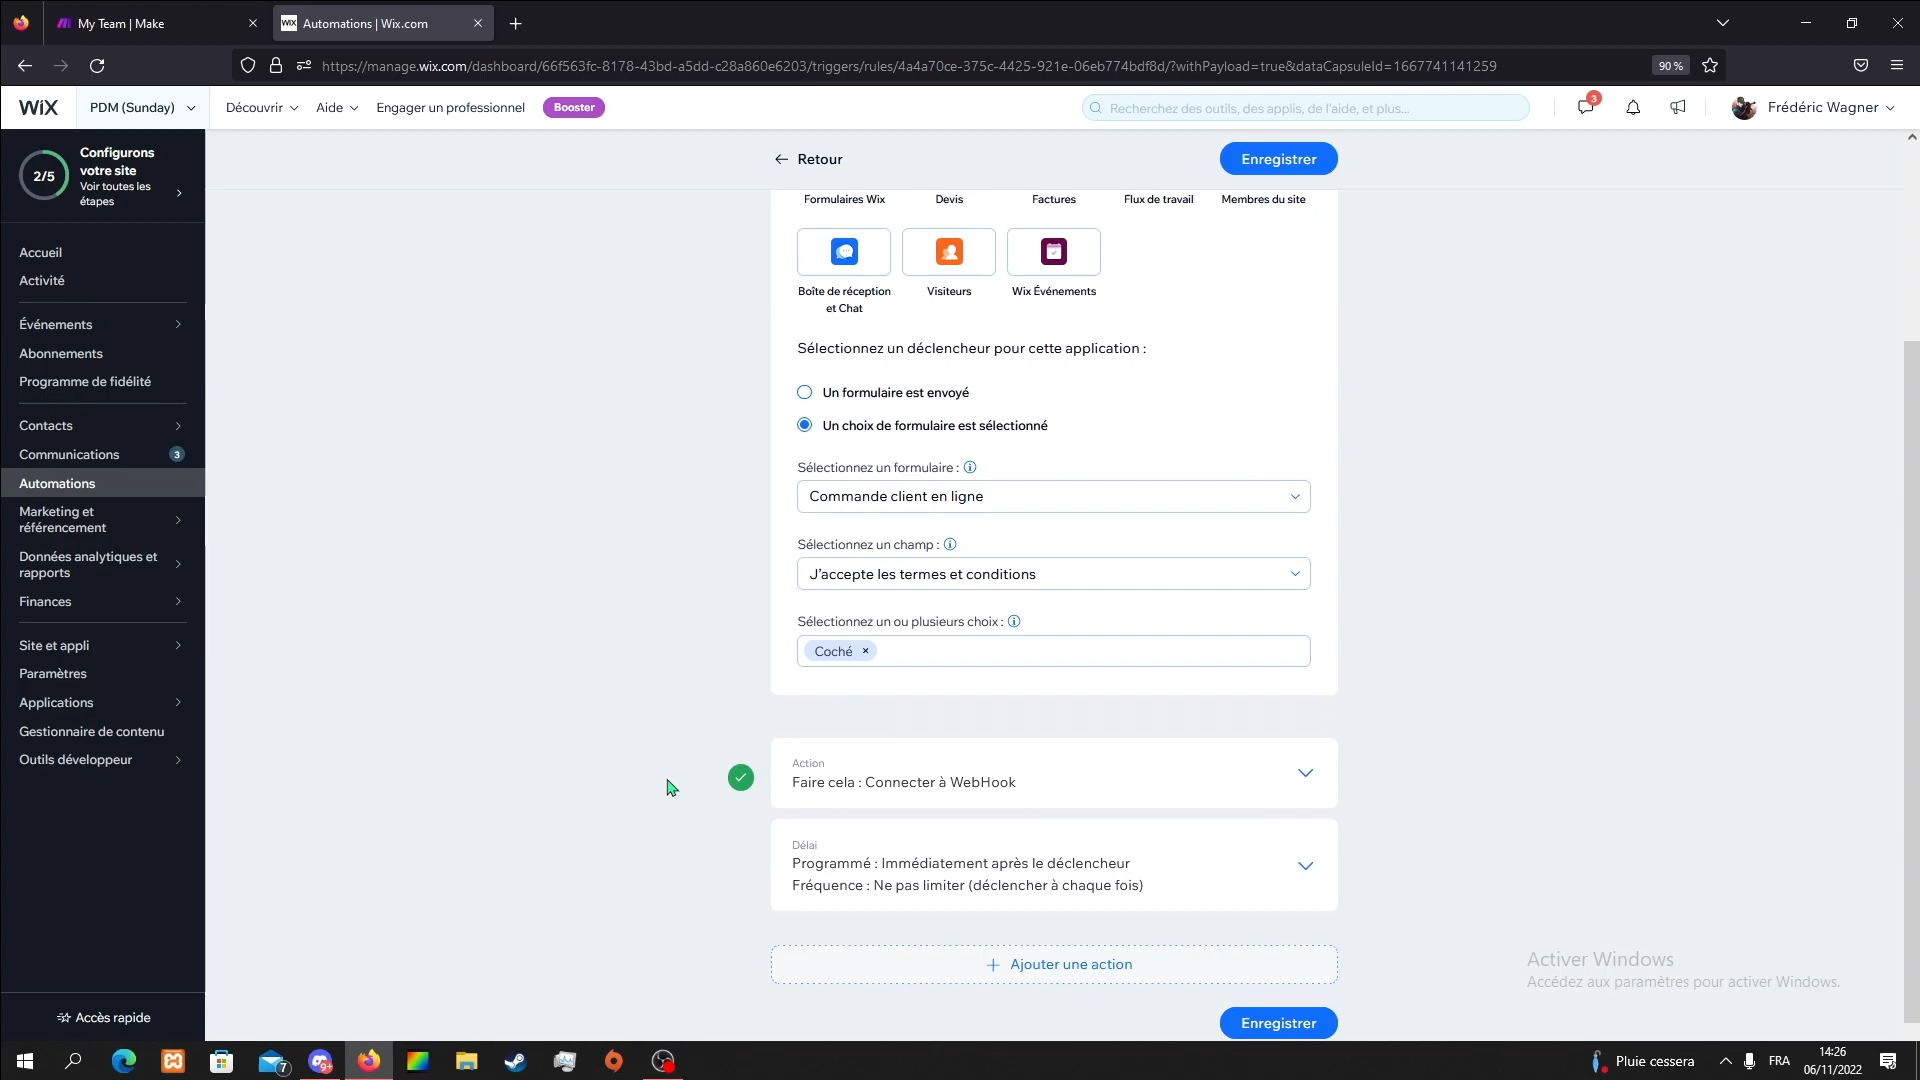 My Team | Make
Automations | Wix.com
https://manage.wix.com/dashboard/66f563fc-8178-43bd-a5dd-c28a860e6203/triggers/rules/4a4a70ce-375c-4425-921e-06eb774bdf8d/?withPayload=true&dataCapsuleId=1667741141259
90 %
WiX
PDM (Sunday)
Découvrir
Aide
Engager un professionnel
Booster
Recherchez des outils, des applis, de l'aide, et plus...
3
Frédéric Wagner
2/5
Configurons
votre site
Voir toutes les
étapes
Accueil
Activité
Événements
Abonnements
Programme de fidélité
Contacts
Communications
3
Automations
Marketing et
référencement
Données analytiques et
rapports
Finances
Site et appli
Paramètres
Applications
Gestionnaire de contenu
Outils développeur
Accès rapide
Retour
Enregistrer
Formulaires Wix
Devis
Factures
Flux de travail
Membres du site
Boîte de réception
et Chat
Visiteurs
Wix Événements
Sélectionnez un déclencheur pour cette application :
Un formulaire est envoyé
Un choix de formulaire est sélectionné
Sélectionnez un formulaire :
Commande client en ligne
Sélectionnez un champ :
J'accepte les termes et conditions
Sélectionnez un ou plusieurs choix :
Coché
Action
Faire cela : Connecter à WebHook
Délai
Programmé : Immédiatement après le déclencheur
Fréquence : Ne pas limiter (déclencher à chaque fois)
Ajouter une action
Enregistrer
Activer Windows
Accédez aux paramètres pour activer Windows.
7
9+
Pluie cessera
FRA
14:26
06/11/2022